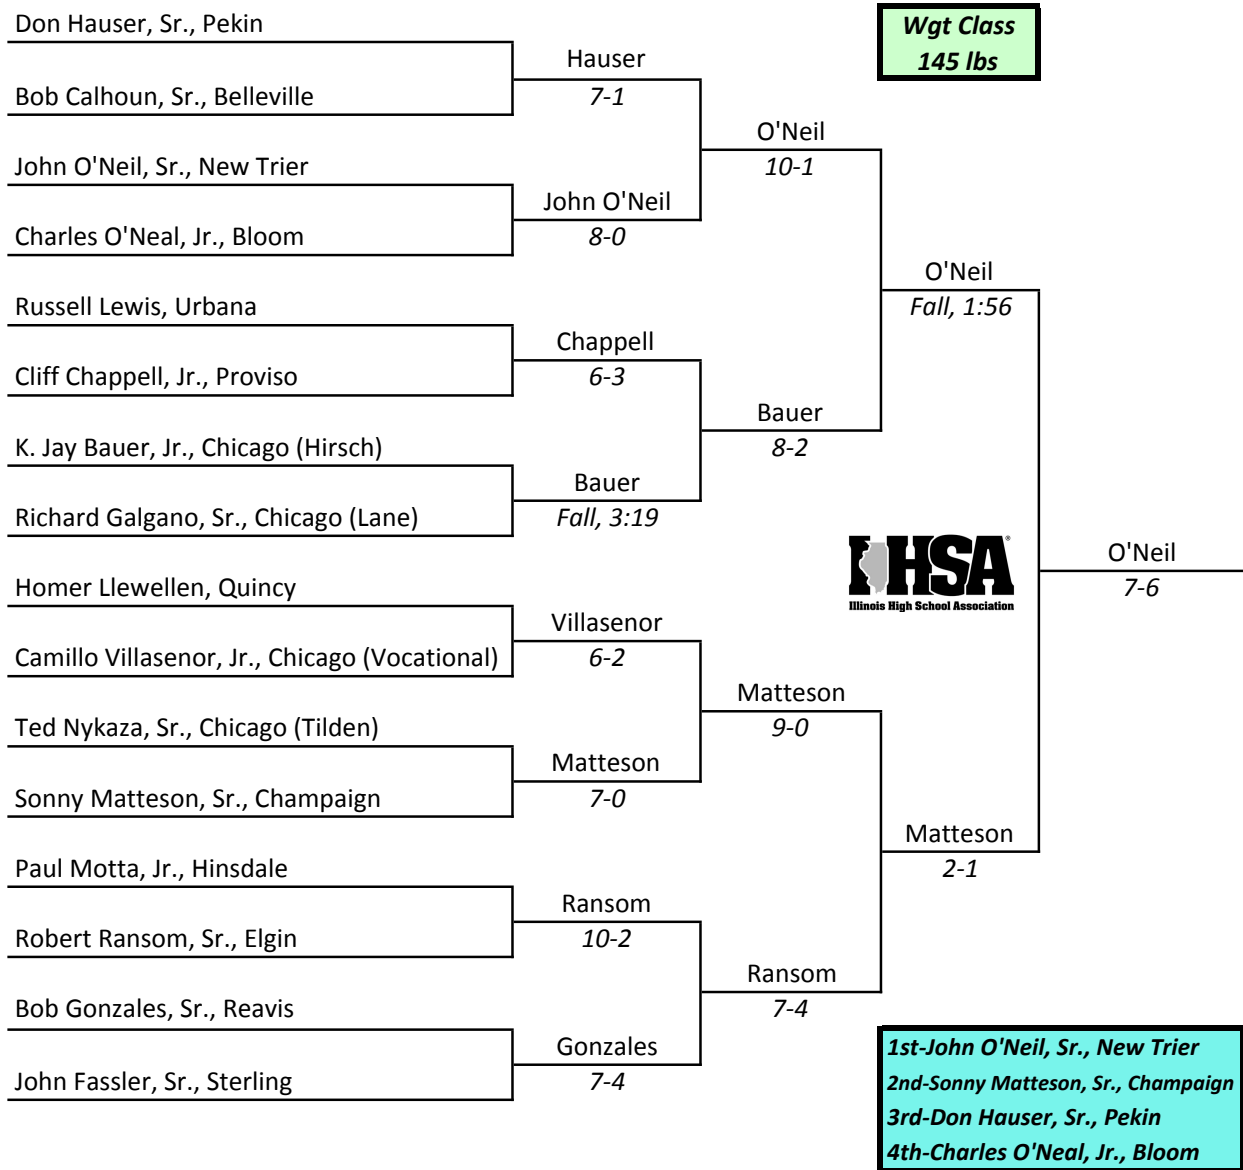 Don Hauser, Sr., Pekin
Wgt Class
145 lbs
Hauser
7-1
Bob Calhoun, Sr., Belleville
O'Neil
10-1
John O'Neil, Sr., New Trier
John O'Neil
8-0
Charles O'Neal, Jr., Bloom
O'Neil
Fall, 1:56
Russell Lewis, Urbana
Chappell
6-3
Cliff Chappell, Jr., Proviso
Bauer
8-2
K. Jay Bauer, Jr., Chicago (Hirsch)
Bauer
Fall, 3:19
Richard Galgano, Sr., Chicago (Lane)
IHSA®
Illinois High School Association
O'Neil
7-6
Homer Llewellen, Quincy
Villasenor
6-2
Camillo Villasenor, Jr., Chicago (Vocational)
Matteson
9-0
Ted Nykaza, Sr., Chicago (Tilden)
Matteson
7-0
Sonny Matteson, Sr., Champaign
Matteson
2-1
Paul Motta, Jr., Hinsdale
Ransom
10-2
Robert Ransom, Sr., Elgin
Ransom
7-4
Bob Gonzales, Sr., Reavis
Gonzales
7-4
John Fassler, Sr., Sterling
1st-John O'Neil, Sr., New Trier
2nd-Sonny Matteson, Sr., Champaign
3rd-Don Hauser, Sr., Pekin
4th-Charles O'Neal, Jr., Bloom